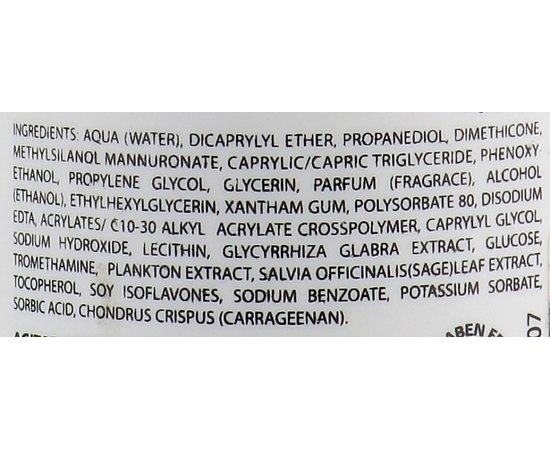 INGREDIENTS: AQUA (WATER), DICAPRYLYL ETHER, PROPANEDIOL, DIMETHICONE,
METHYLSILANOL MANNURONATE, CAPRYLIC/CAPRIC TRIGLYCERIDE, PHENOXY-
ETHANOL, PROPYLENE GLYCOL, GLYCERIN, PARFUM (FRAGRACE), ALCOHOL
(ETHANOL), ETHYLHEXYLGLYCERIN, XANTHAM GUM, POLYSORBATE 80, DISODIUM
EDTA, ACRYLATES/ C10-30 ALKYL ACRYLATE CROSSPOLYMER, CAPRYLYL GLYCOL,
SODIUM HYDROXIDE, LECITHIN, GLYCYRRHIZA GLABRA EXTRACT, GLUCOSE,
TROMETHAMINE, PLANKTON EXTRACT, SALVIA OFFICINALIS(SAGE)LEAF EXTRACT,
TOCOPHEROL, SOY ISOFLAVONES, SODIUM BENZOATE, POTASSIUM SORBATE,
SORBIC ACID, CHONDRUS CRISPUS (CARRAGEENAN).
ABEN
07